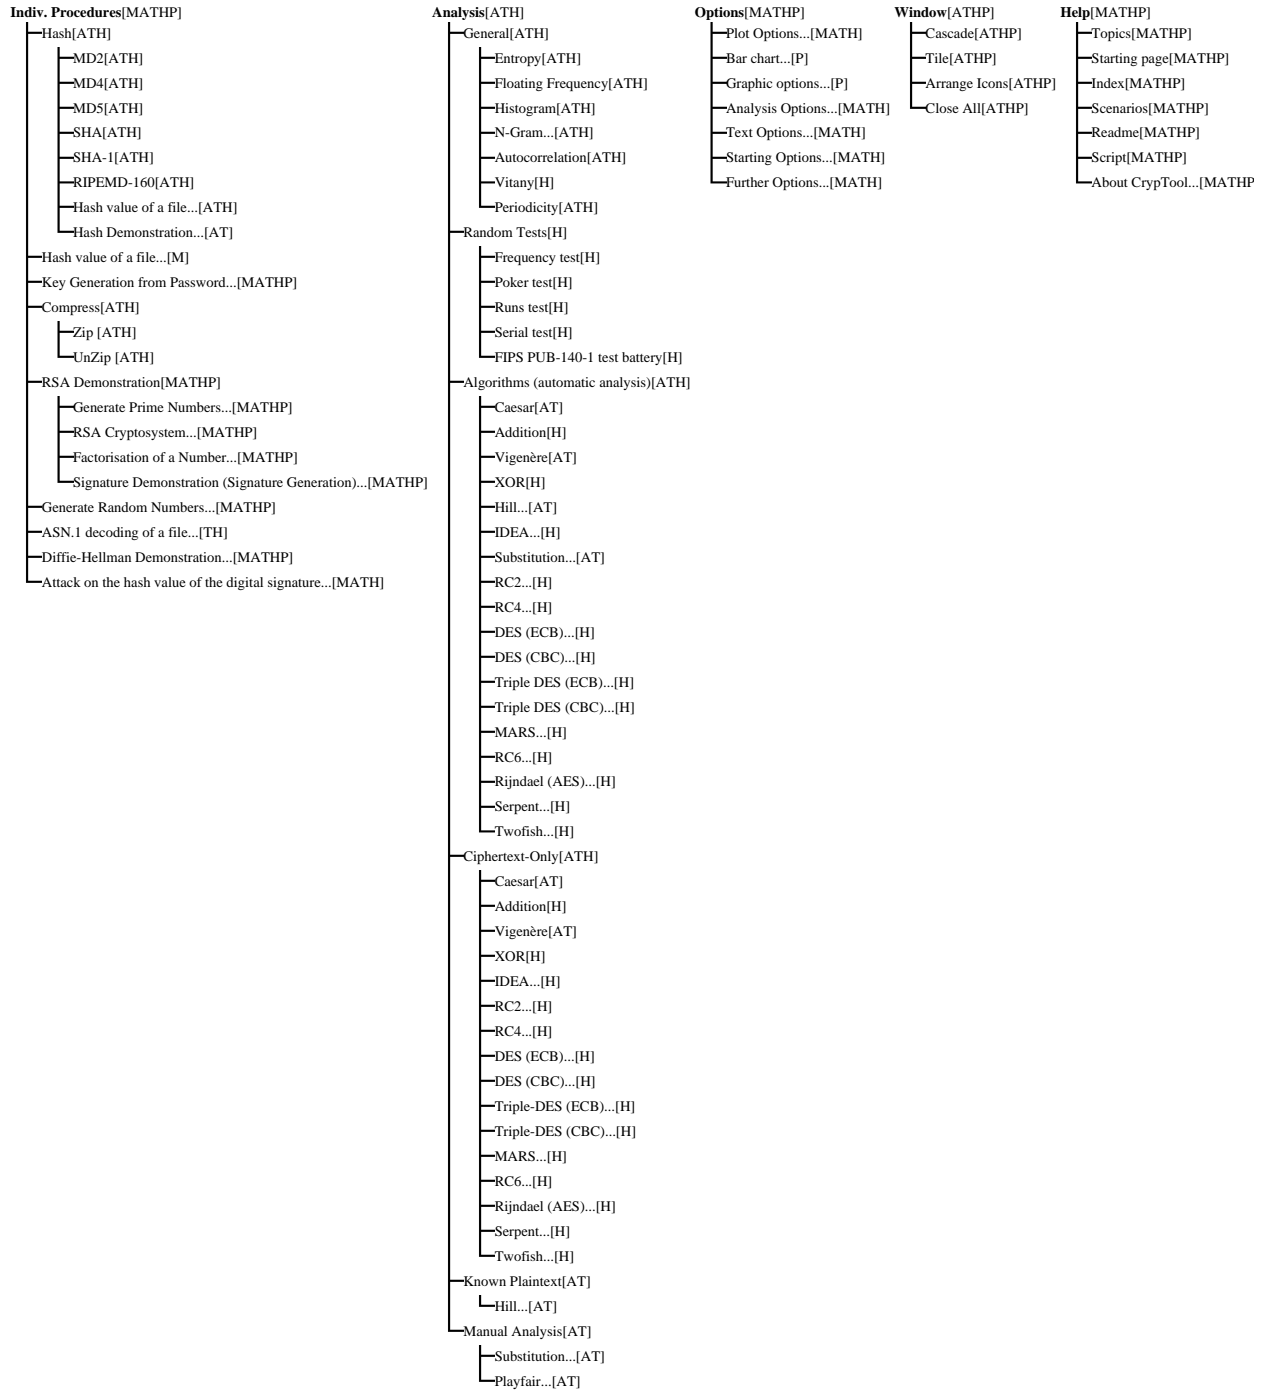 Indiv. Procedures[MATHP]
Hash[ATH]
MD2[ATH]
MD4[ATH]
MD5[ATH]
SHA[ATH]
SHA-1[ATH]
RIPEMD-160[ATH]
Hash value of a file...[ATH]
Hash Demonstration...[AT]
Hash value of a file...[M]
Key Generation from Password...[MATHP]
Compress[ATH]
Zip [ATH]
UnZip [ATH]
RSA Demonstration[MATHP]
Generate Prime Numbers...[MATHP]
RSA Cryptosystem...[MATHP]
Factorisation of a Number...[MATHP]
Signature Demonstration (Signature Generation)...[MATHP]
Generate Random Numbers...[MATHP]
ASN.1 decoding of a file...[TH]
Diffie-Hellman Demonstration...[MATHP]
Attack on the hash value of the digital signature...[MATH]
Analysis[ATH]
General[ATH]
Entropy[ATH]
Floating Frequency[ATH]
Histogram[ATH]
N-Gram...[ATH]
Autocorrelation[ATH]
Vitany[H]
Periodicity[ATH]
Random Tests[H]
Frequency test[H]
Poker test[H]
Runs test[H]
Serial test[H]
FIPS PUB-140-1 test battery[H]
Algorithms (automatic analysis)[ATH]
Caesar[AT]
Addition[H]
Vigenère[AT]
XOR[H]
Hill...[AT]
IDEA...[H]
Substitution...[AT]
RC2...[H]
RC4...[H]
DES (ECB)...[H]
DES (CBC)...[H]
Triple DES (ECB)...[H]
Triple DES (CBC)...[H]
MARS...[H]
RC6...[H]
Rijndael (AES)...[H]
Serpent...[H]
Twofish...[H]
Ciphertext-Only[ATH]
Caesar[AT]
Addition[H]
Vigenère[AT]
XOR[H]
IDEA...[H]
RC2...[H]
RC4...[H]
DES (ECB)...[H]
DES (CBC)...[H]
Triple-DES (ECB)...[H]
Triple-DES (CBC)...[H]
MARS...[H]
RC6...[H]
Rijndael (AES)...[H]
Serpent...[H]
Twofish...[H]
Known Plaintext[AT]
Hill...[AT]
Manual Analysis[AT]
Substitution...[AT]
Playfair...[AT]
Options[MATHP]
Plot Options...[MATH]
Bar chart...[P]
Graphic options...[P]
Analysis Options...[MATH]
Text Options...[MATH]
Starting Options...[MATH]
Further Options...[MATH]
Window[ATHP]
Cascade[ATHP]
Tile[ATHP]
Arrange Icons[ATHP]
Close All[ATHP]
Help[MATHP]
Topics[MATHP]
Starting page[MATHP]
Index[MATHP]
Scenarios[MATHP]
Readme[MATHP]
Script[MATHP]
About CrypTool...[MATHP